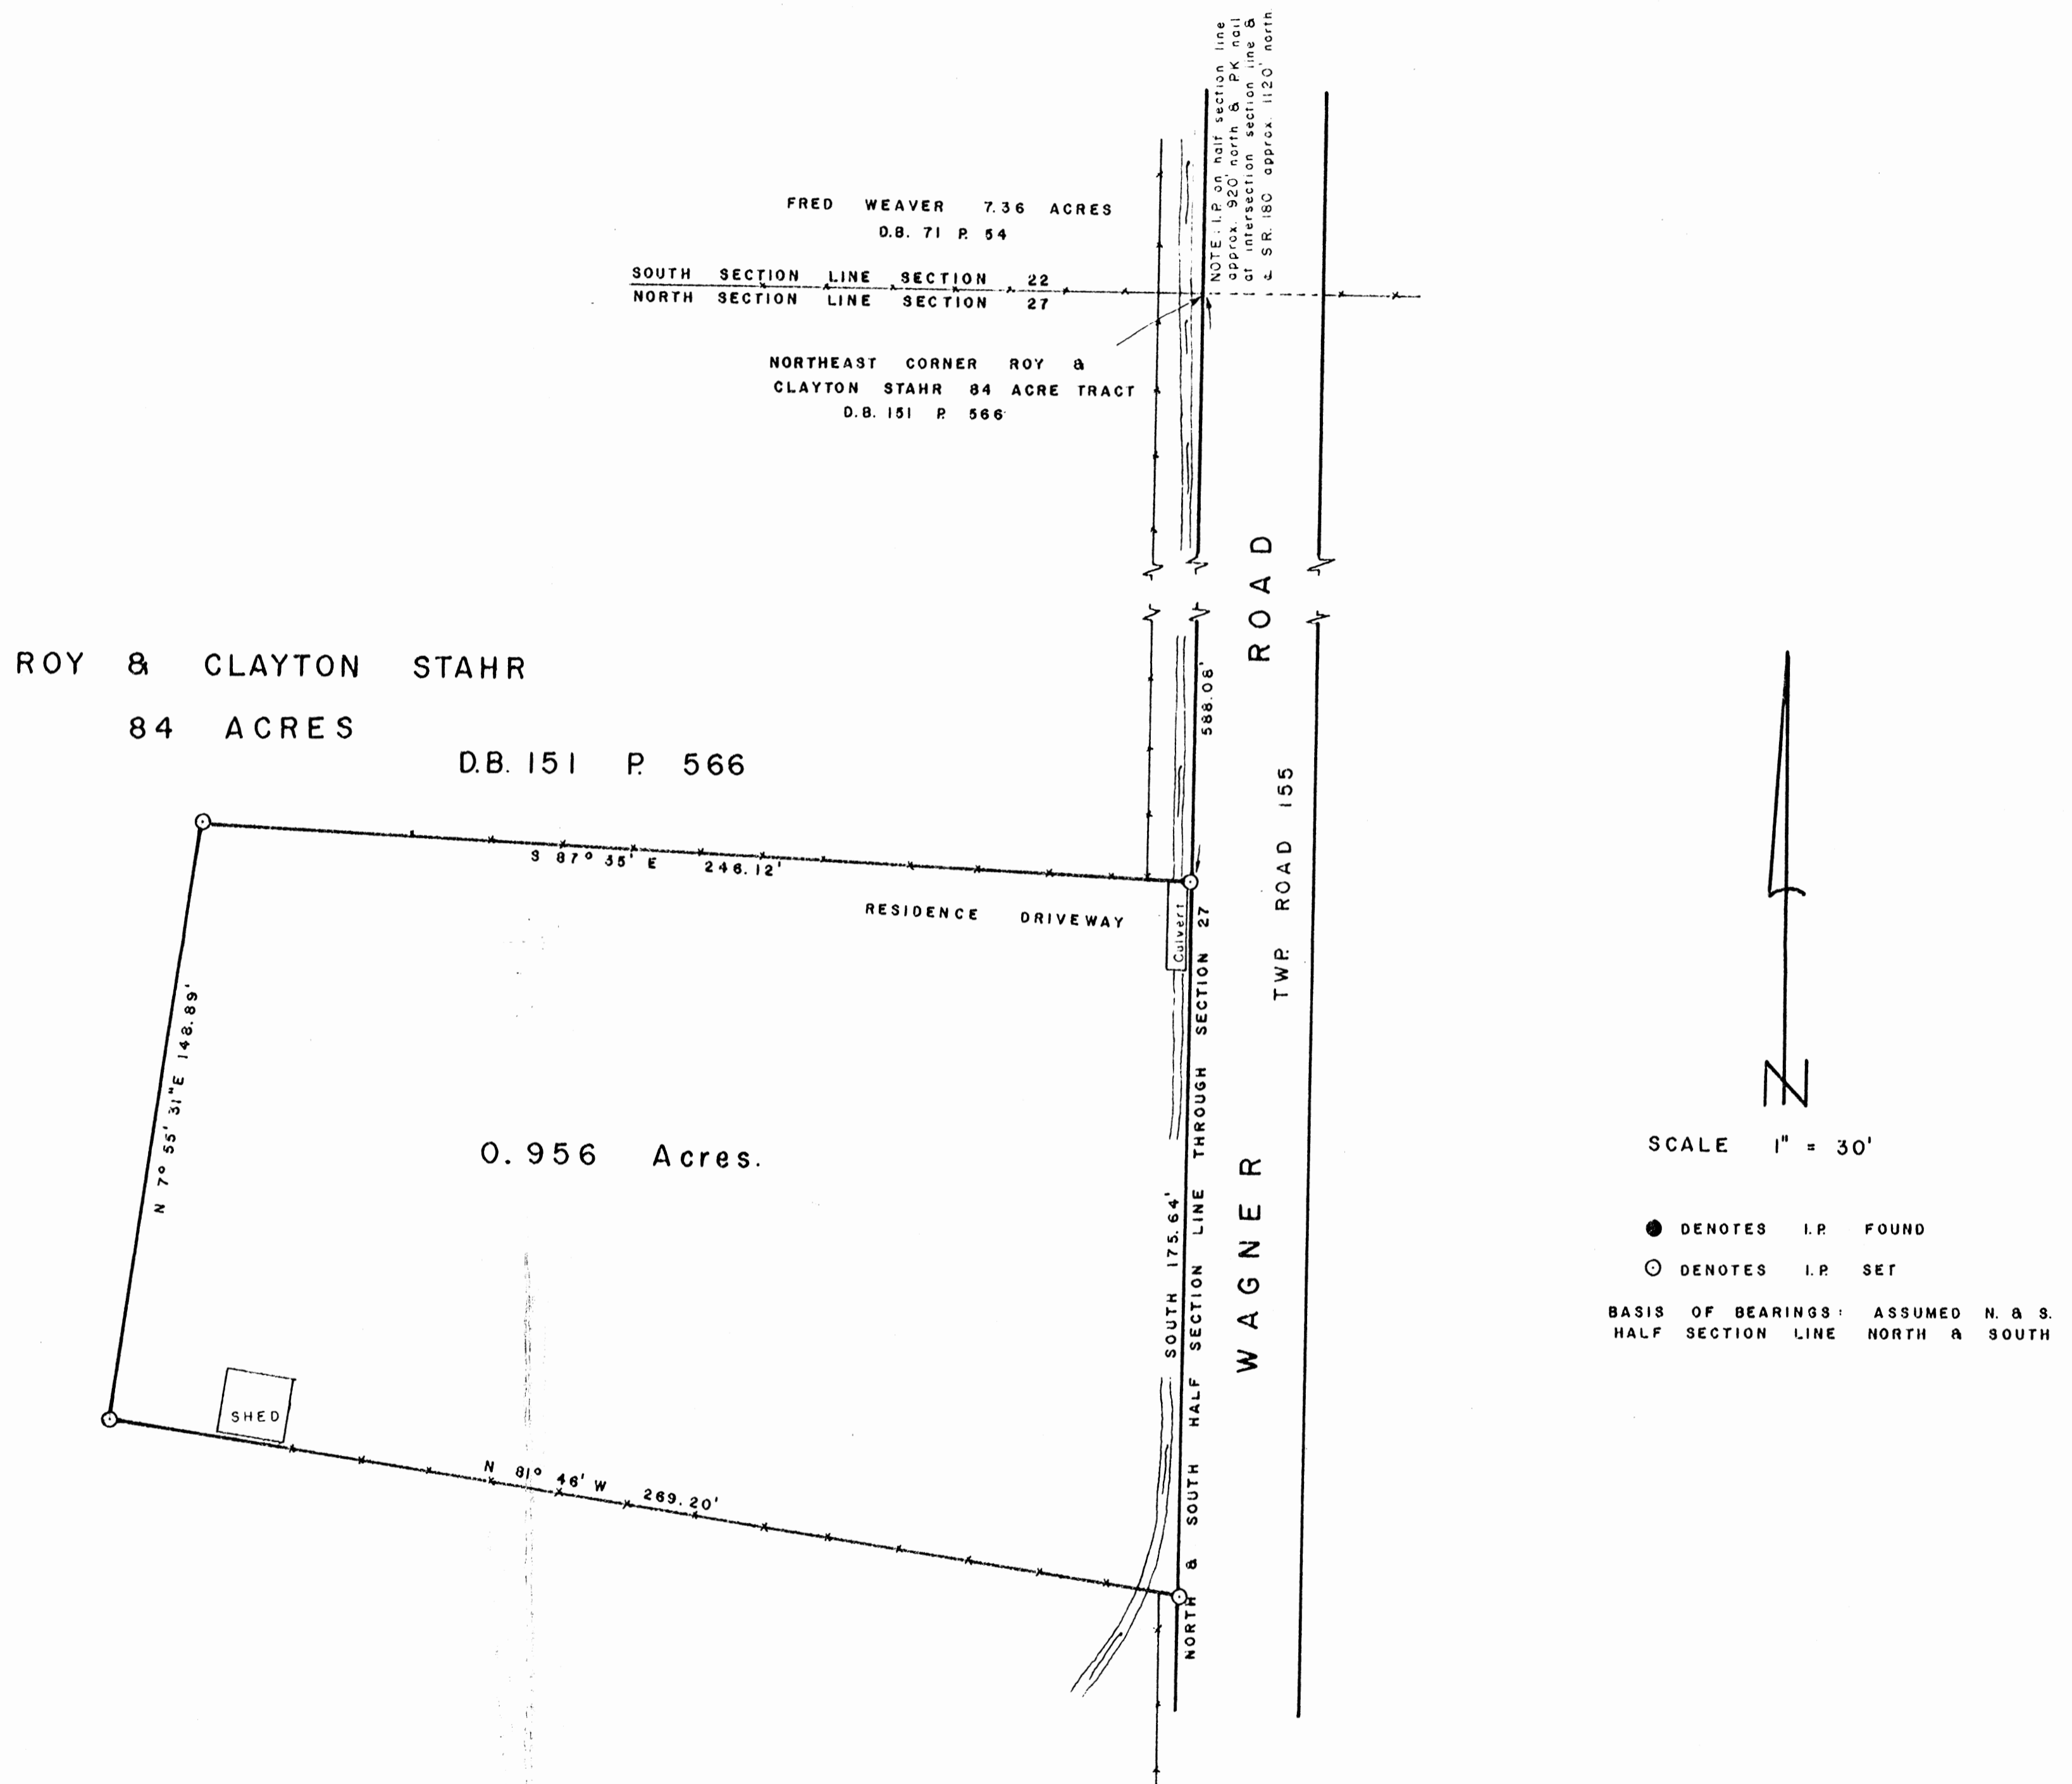 NOTE: I.P. on half section line
approx. 920' north & PK nail
at intersection section line &
℄ S.R. 180 approx. 1120' north
FRED WEAVER 7.36 ACRES
D.B. 71 P. 54
SOUTH SECTION LINE SECTION 22
NORTH SECTION LINE SECTION 27
NORTHEAST CORNER ROY &
CLAYTON STAHR 84 ACRE TRACT
D.B. 151 P. 566
ROY & CLAYTON STAHR
84 ACRES
D.B. 151 P. 566
588.08'
WAGNER ROAD
TWP. ROAD 155
S 87° 35' E 246.12'
RESIDENCE DRIVEWAY
Culvert
N 7° 55' 31" E 148.89'
0.956 Acres.
SOUTH 175.64'
NORTH & SOUTH HALF SECTION LINE THROUGH SECTION 27
SHED
N 81° 46' W 269.20'
N
SCALE 1" = 30'
DENOTES I.P. FOUND
DENOTES I.P. SET
BASIS OF BEARINGS: ASSUMED N. & S.
HALF SECTION LINE NORTH & SOUTH